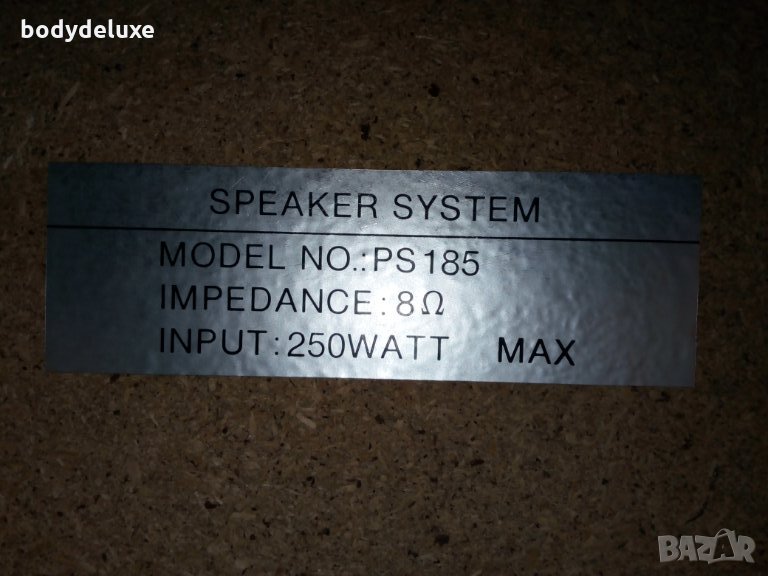 bodydeluxe
SPEAKER SYSTEM
MODEL NO.:PS185
IMPEDANCE:8Ω
INPUT:250WATT MAX
BAZAR